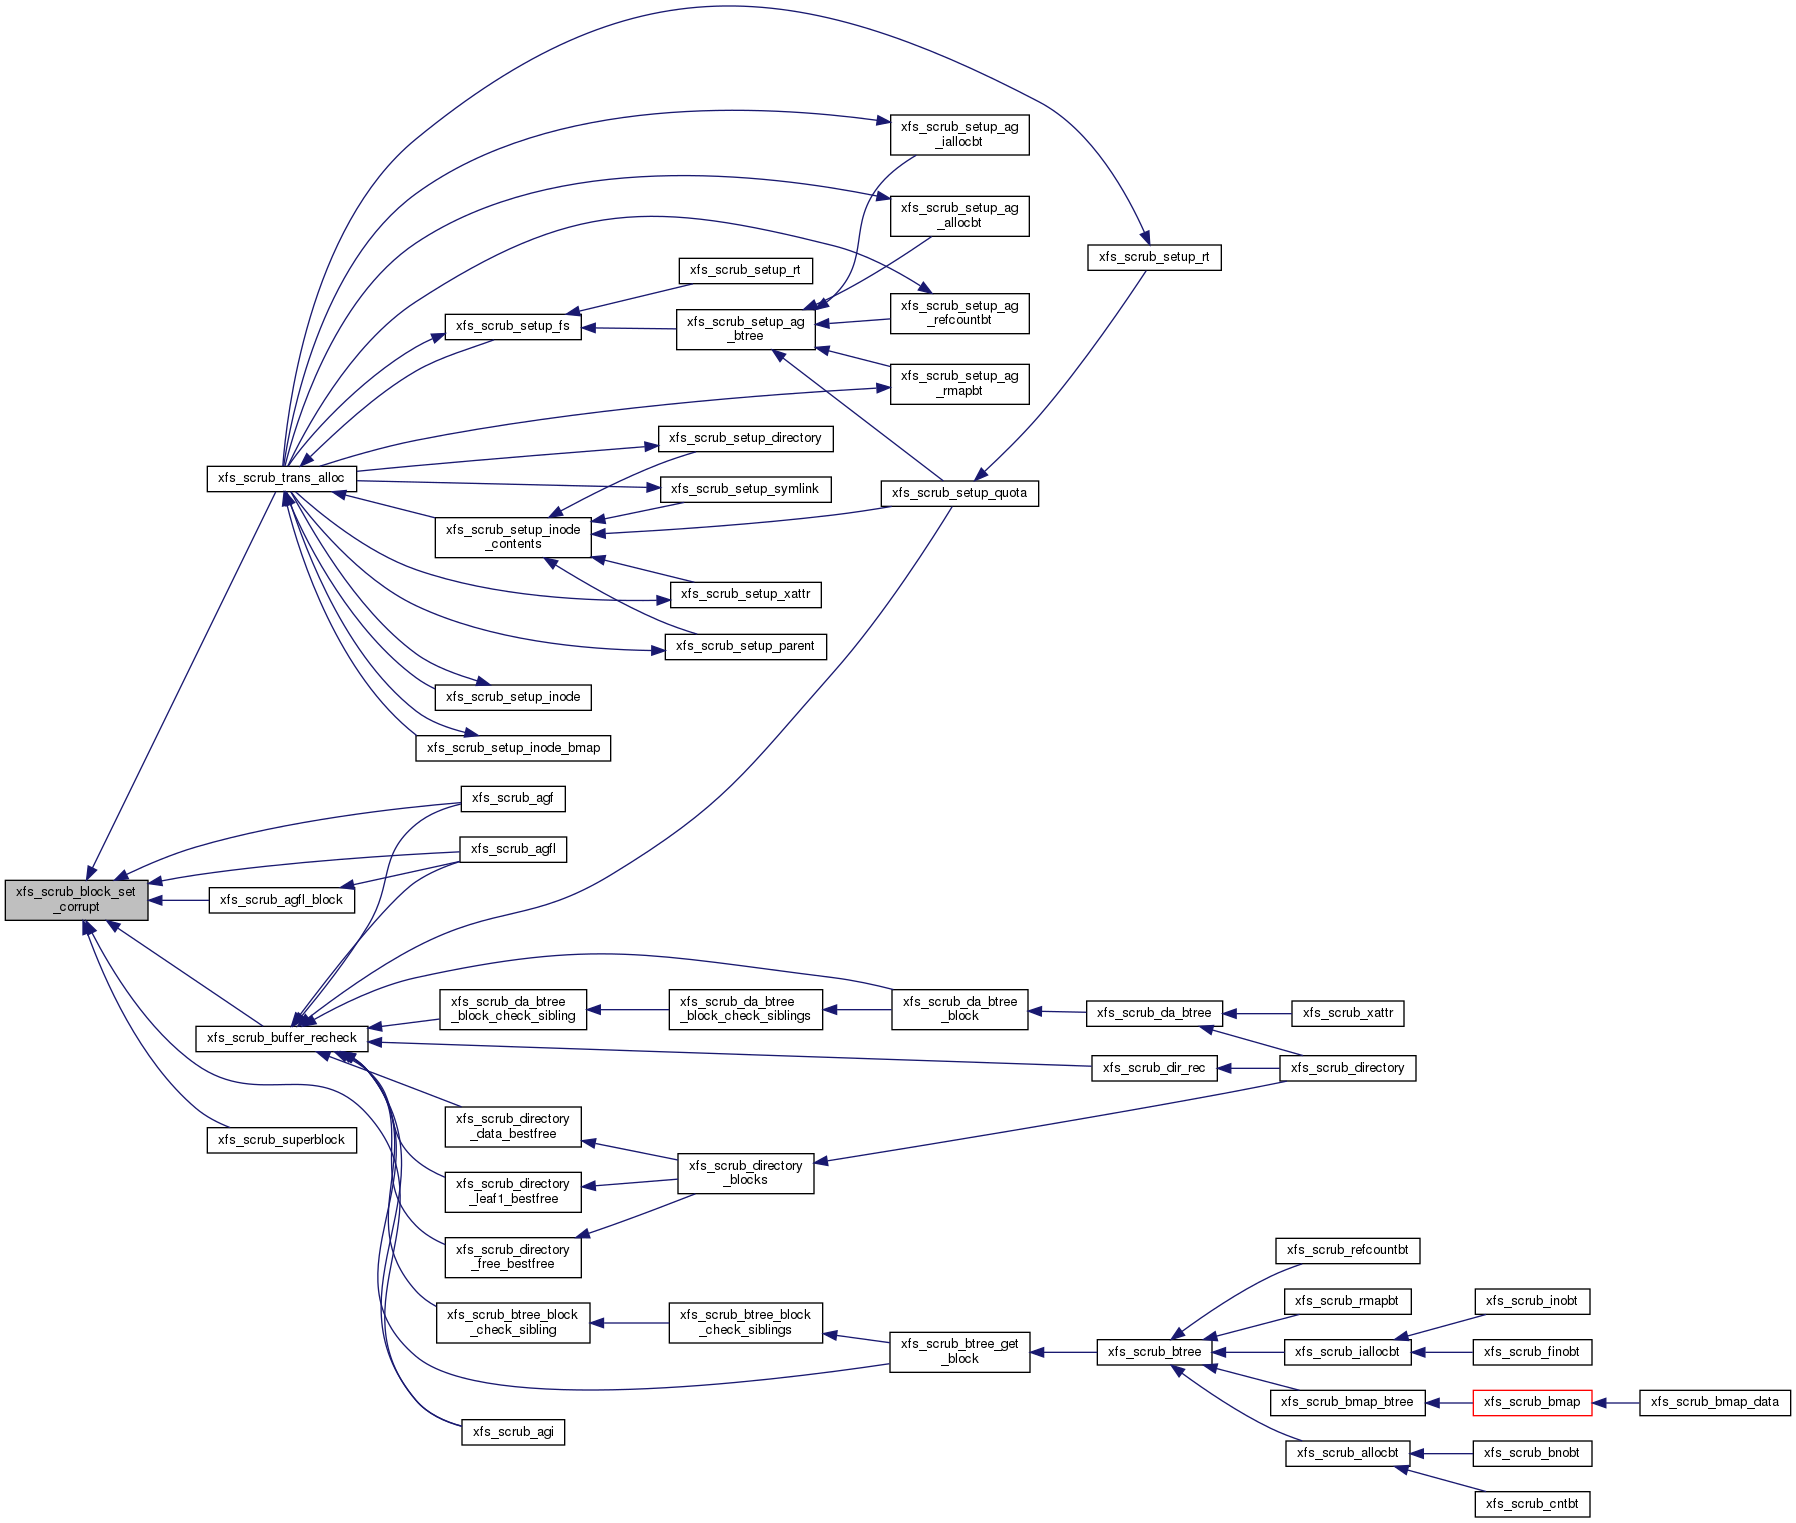 xfs_scrub_setup_ag
_iallocbt
xfs_scrub_setup_ag
_allocbt
xfs_scrub_setup_rt
xfs_scrub_setup_rt
xfs_scrub_setup_ag
_refcountbt
xfs_scrub_setup_fs
xfs_scrub_setup_ag
_btree
xfs_scrub_setup_ag
_rmapbt
xfs_scrub_setup_directory
xfs_scrub_trans_alloc
xfs_scrub_setup_symlink
xfs_scrub_setup_quota
xfs_scrub_setup_inode
_contents
xfs_scrub_setup_xattr
xfs_scrub_setup_parent
xfs_scrub_setup_inode
xfs_scrub_setup_inode_bmap
xfs_scrub_agf
xfs_scrub_agfl
xfs_scrub_block_set
_corrupt
xfs_scrub_agfl_block
xfs_scrub_da_btree
_block_check_sibling
xfs_scrub_da_btree
_block_check_siblings
xfs_scrub_da_btree
_block
xfs_scrub_da_btree
xfs_scrub_xattr
xfs_scrub_buffer_recheck
xfs_scrub_dir_rec
xfs_scrub_directory
xfs_scrub_directory
_data_bestfree
xfs_scrub_superblock
xfs_scrub_directory
_blocks
xfs_scrub_directory
_leaf1_bestfree
xfs_scrub_directory
_free_bestfree
xfs_scrub_refcountbt
xfs_scrub_btree_block
_check_sibling
xfs_scrub_btree_block
_check_siblings
xfs_scrub_rmapbt
xfs_scrub_inobt
xfs_scrub_btree_get
_block
xfs_scrub_btree
xfs_scrub_iallocbt
xfs_scrub_finobt
xfs_scrub_bmap_btree
xfs_scrub_bmap
xfs_scrub_bmap_data
xfs_scrub_agi
xfs_scrub_allocbt
xfs_scrub_bnobt
xfs_scrub_cntbt